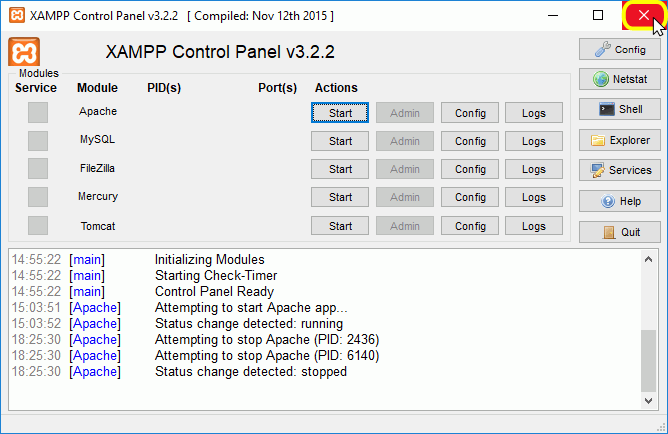 XAMPP Control Panel v3.2.2 [ Compiled: Nov 12th 2015 ]
XAMPP Control Panel v3.2.2
Config
Modules
Service Module PID(s) Port(s) Actions
Netstat
Apache Start Admin Config Logs
Shell
MySQL Start Admin Config Logs
Explorer
FileZilla Start Admin Config Logs
Services
Mercury Start Admin Config Logs
Help
Tomcat Start Admin Config Logs
Quit
14:55:22 [main] Initializing Modules
14:55:22 [main] Starting Check-Timer
14:55:22 [main] Control Panel Ready
15:03:51 [Apache] Attempting to start Apache app...
15:03:52 [Apache] Status change detected: running
18:25:30 [Apache] Attempting to stop Apache (PID: 2436)
18:25:30 [Apache] Attempting to stop Apache (PID: 6140)
18:25:30 [Apache] Status change detected: stopped